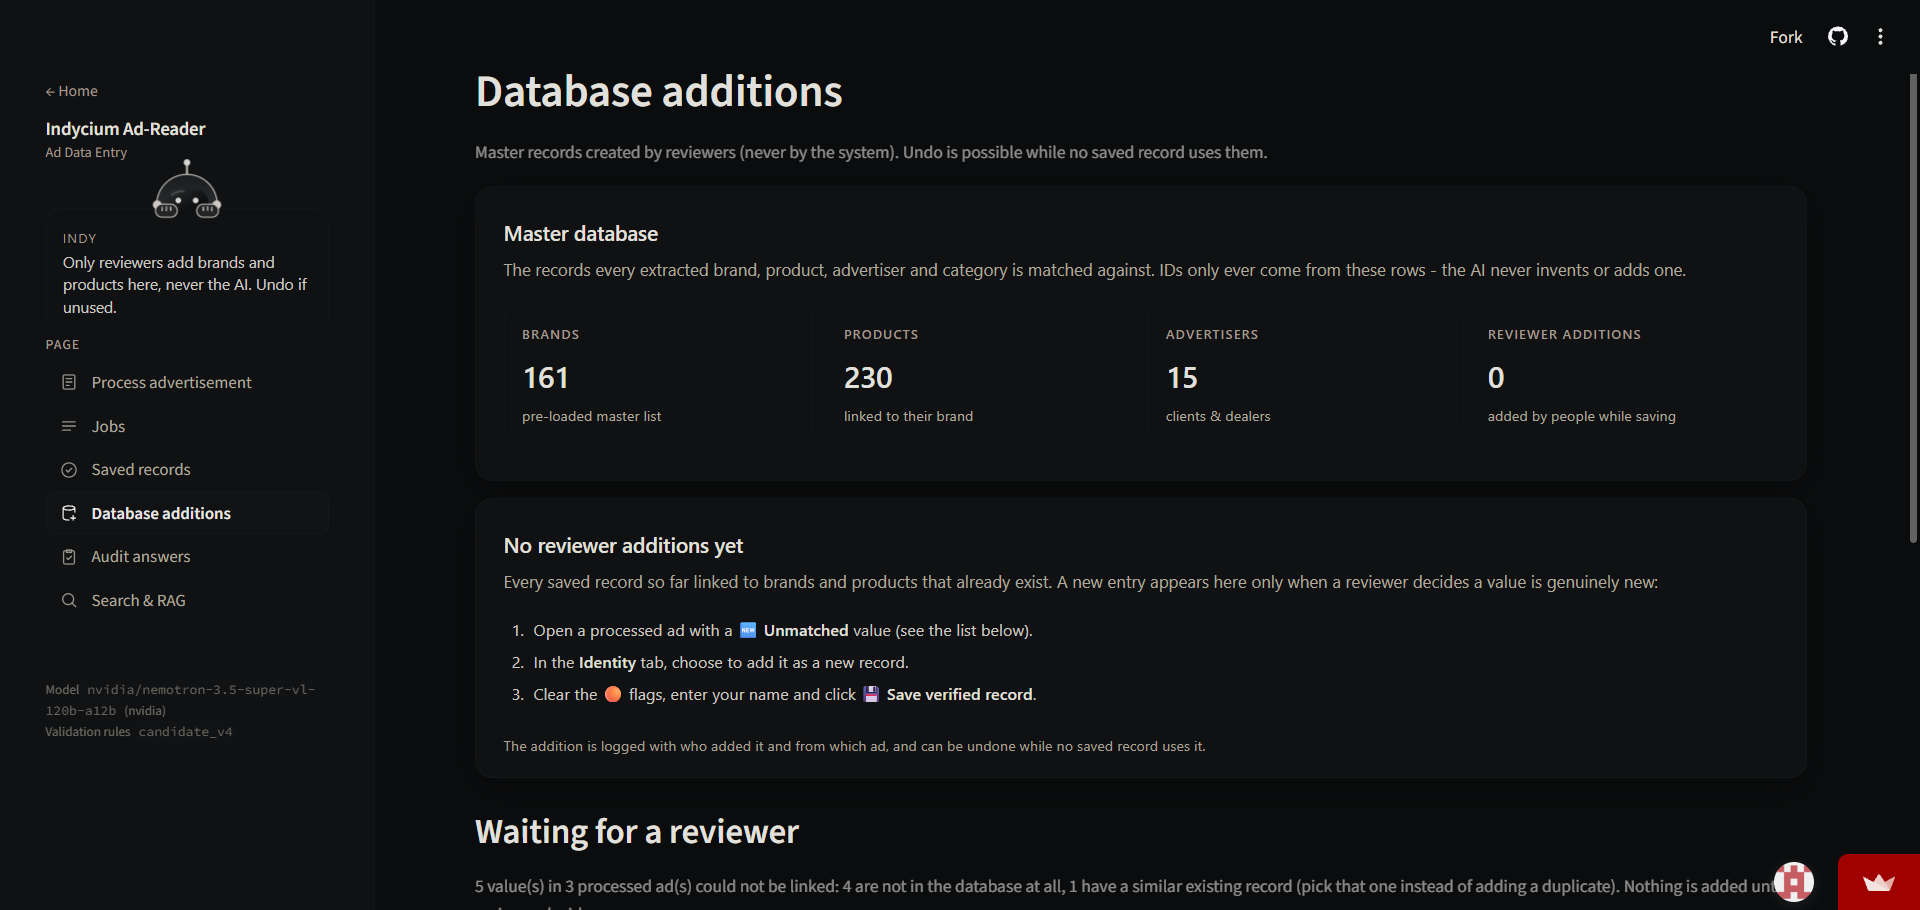 Fork
← Home
Indycium Ad-Reader
Ad Data Entry
INDY
Only reviewers add brands and
products here, never the AI. Undo if
unused.
PAGE
Process advertisement
Jobs
Saved records
Database additions
Audit answers
Search & RAG
Model nvidia/nemotron-3.5-super-vl-
120b-a12b (nvidia)
Validation rules candidate_v4
Database additions
Master records created by reviewers (never by the system). Undo is possible while no saved record uses them.
Master database
The records every extracted brand, product, advertiser and category is matched against. IDs only ever come from these rows - the AI never invents or adds one.
BRANDS
161
pre-loaded master list
PRODUCTS
230
linked to their brand
ADVERTISERS
15
clients & dealers
REVIEWER ADDITIONS
0
added by people while saving
No reviewer additions yet
Every saved record so far linked to brands and products that already exist. A new entry appears here only when a reviewer decides a value is genuinely new:
1. Open a processed ad with a 🆕 Unmatched value (see the list below).
2. In the Identity tab, choose to add it as a new record.
3. Clear the 🔴 flags, enter your name and click 💾 Save verified record.
The addition is logged with who added it and from which ad, and can be undone while no saved record uses it.
Waiting for a reviewer
5 value(s) in 3 processed ad(s) could not be linked: 4 are not in the database at all, 1 have a similar existing record (pick that one instead of adding a duplicate). Nothing is added